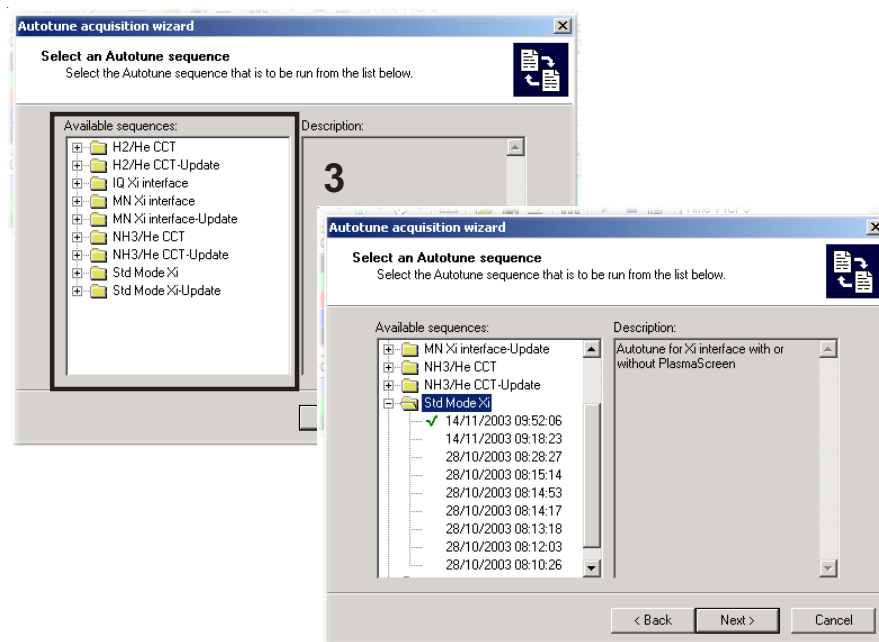 Autotune acquisition wizard
Select an Autotune sequence
Select the Autotune sequence that is to be run from the list below.
Available sequences:
H2/He CCT
H2/He CCT-Update
IQ Xi interface
MN Xi interface
MN Xi interface-Update
NH3/He CCT
NH3/He CCT-Update
Std Mode Xi
Std Mode Xi-Update
Description:
3
Autotune acquisition wizard
Select an Autotune sequence
Select the Autotune sequence that is to be run from the list below.
Available sequences:
MN Xi interface-Update
NH3/He CCT
NH3/He CCT-Update
Std Mode Xi
14/11/2003 09:52:06
14/11/2003 09:18:23
28/10/2003 08:28:27
28/10/2003 08:15:14
28/10/2003 08:14:53
28/10/2003 08:14:17
28/10/2003 08:13:18
28/10/2003 08:12:03
28/10/2003 08:10:26
Description:
Autotune for Xi interface with or
without PlasmaScreen
< Back
Next >
Cancel